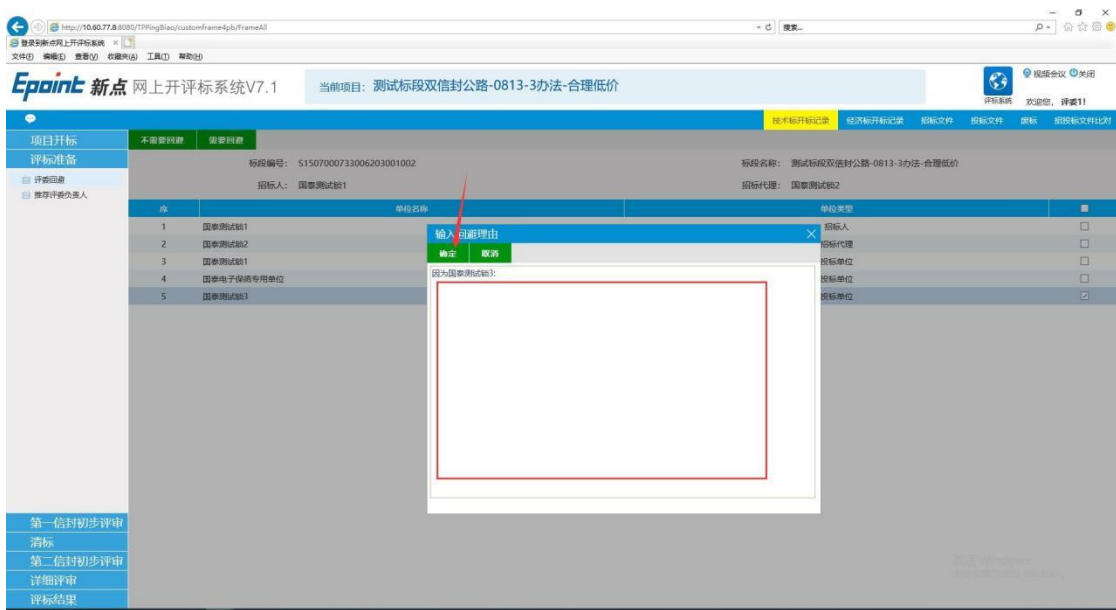 http://10.60.77.8:8080/TPPingBiao/customframe4pb/FrameAll
搜索...
登录到新点网上开评标系统
文件(F) 编辑(E) 查看(V) 收藏夹(A) 工具(T) 帮助(H)
Epoint 新点 网上开评标系统V7.1
当前项目：测试标段双信封公路-0813-3办法-合理低价
评标系统
视频会议 关闭
欢迎您，评委1!
技术标开标记录 经济标开标记录 招标文件 投标文件 废标 招投标文件比对
项目开标
评标准备
评委回避
推荐评委负责人
不需要回避 需要回避
标段编号： S1507000733006203001002
标段名称： 测试标段双信封公路-0813-3办法-合理低价
招标人： 国泰测试锁1
招标代理： 国泰测试锁2
序 单位名称 单位类型
1 国泰测试锁1 招标人
2 国泰测试锁2 招标代理
3 国泰测试锁1 投标单位
4 国泰电子保函专用单位 投标单位
5 国泰测试锁3 投标单位
输入回避理由
确定 取消
因为国泰测试锁3:
第一信封初步评审
清标
第二信封初步评审
详细评审
评标结果